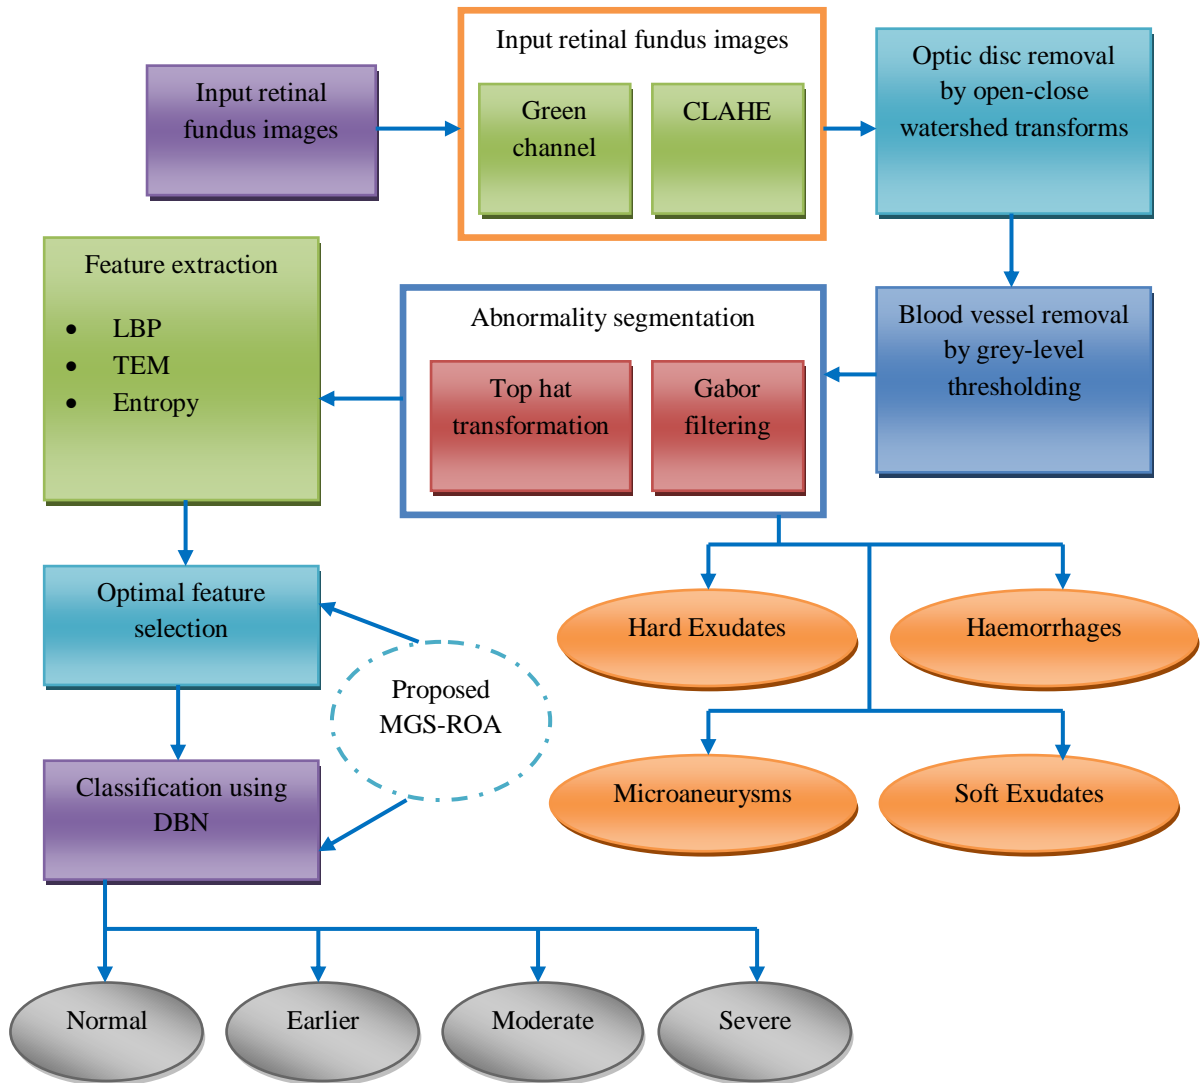 Input retinal
fundus images
Input retinal fundus images
Green
channel
CLAHE
Optic disc removal
by open-close
watershed transforms
Blood vessel removal
by grey-level
thresholding
Abnormality segmentation
Top hat
transformation
Gabor
filtering
Feature extraction
• LBP
• TEM
• Entropy
Optimal feature
selection
Proposed
MGS-ROA
Classification using
DBN
Hard Exudates
Haemorrhages
Microaneurysms
Soft Exudates
Normal
Earlier
Moderate
Severe